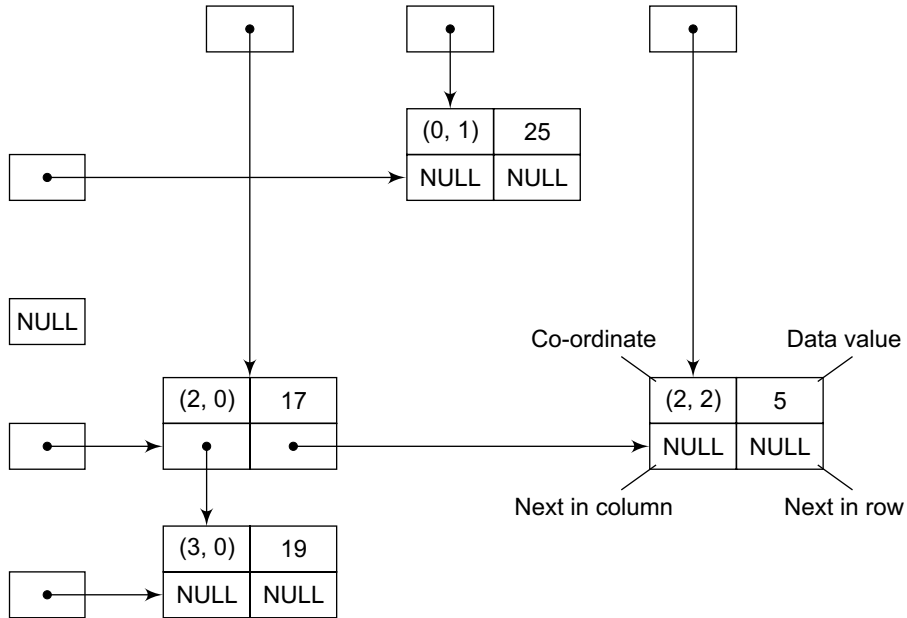 (0, 1) 25
NULL NULL
NULL
Co-ordinate Data value
(2, 0) 17 (2, 2) 5
NULL NULL
Next in column Next in row
(3, 0) 19
NULL NULL